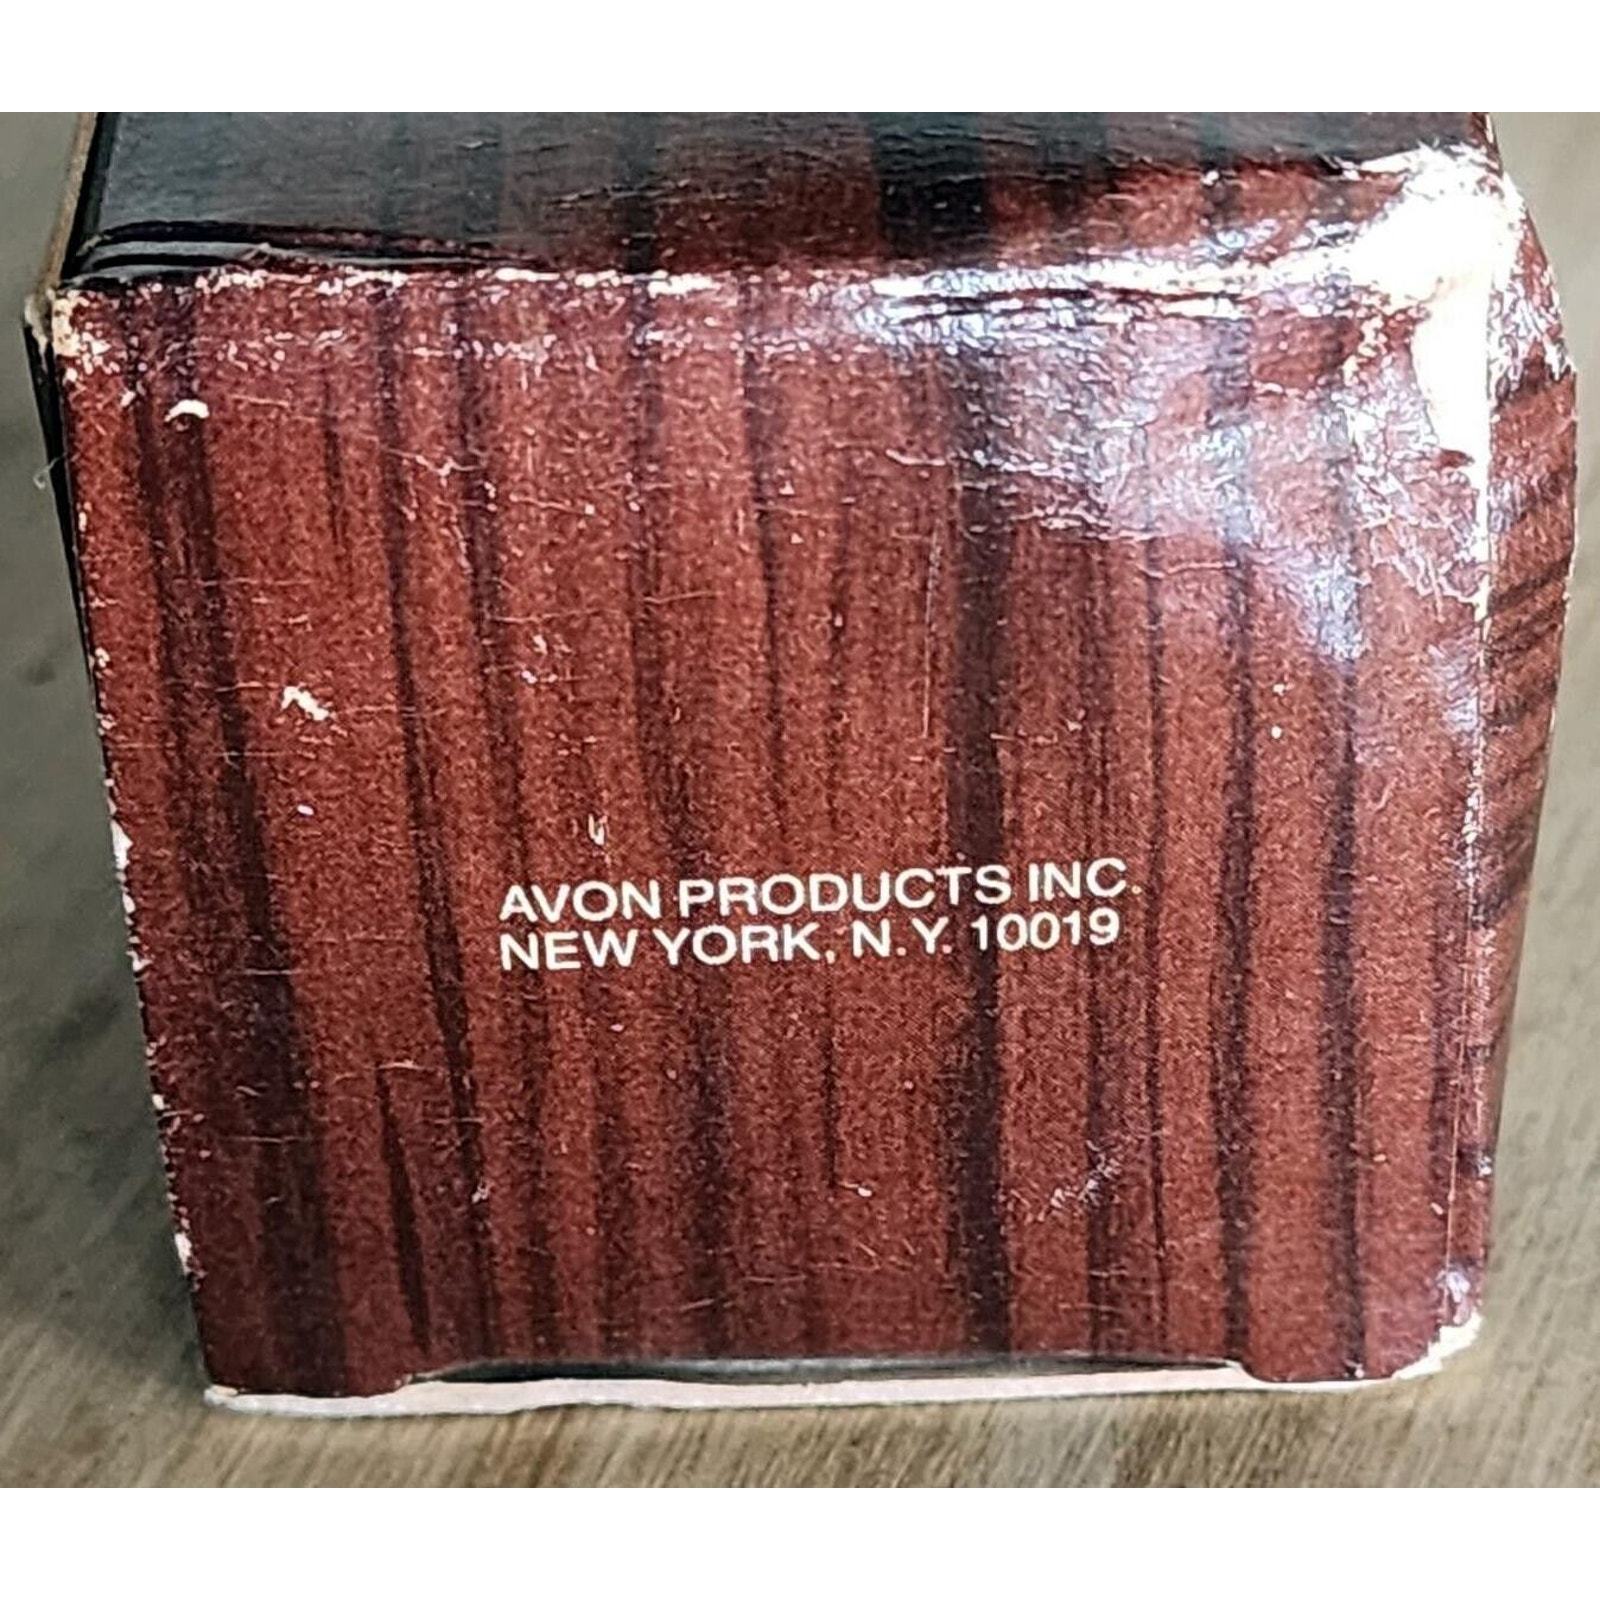 AVON PRODUCTS INC.
NEW YORK, N.Y. 10019